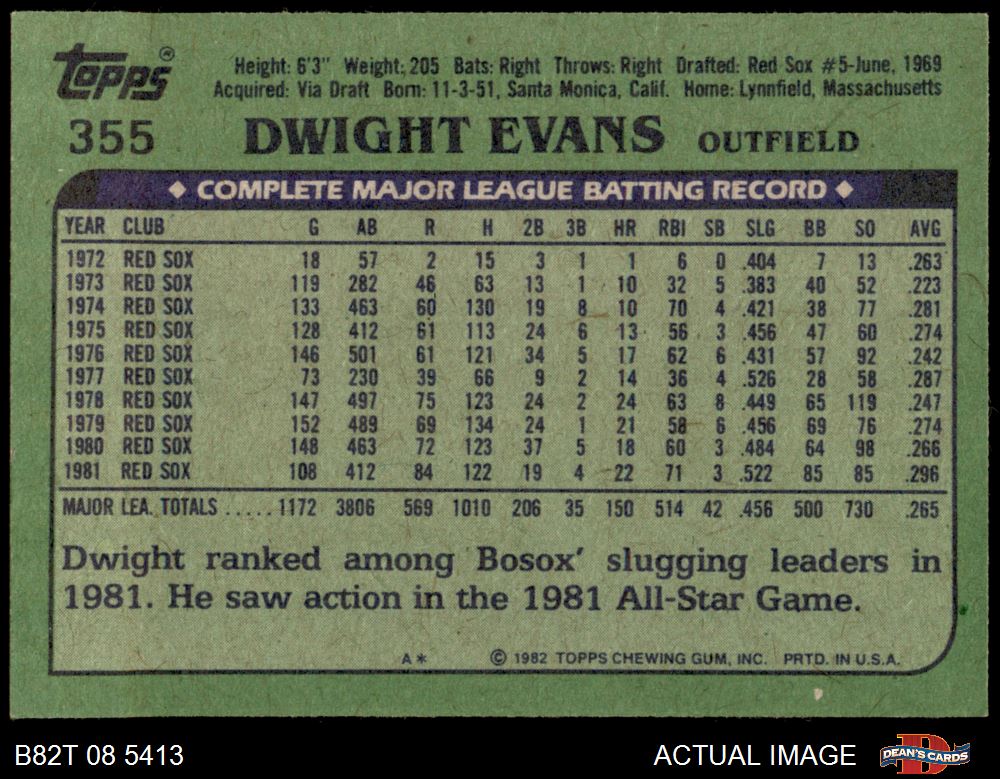 Topps®
Height: 6'3" Weight: 205 Bats: Right Throws: Right Drafted: Red Sox #5-June, 1969
Acquired: Via Draft Born: 11-3-51, Santa Monica, Calif. Home: Lynnfield, Massachusetts
355 DWIGHT EVANS OUTFIELD
◆ COMPLETE MAJOR LEAGUE BATTING RECORD ◆
YEAR CLUB G AB R H 2B 3B HR RBI SB SLG BB SO AVG
1972 RED SOX 18 57 2 15 3 1 1 6 0 .404 7 13 .263
1973 RED SOX 119 282 46 63 13 1 10 32 5 .383 40 52 .223
1974 RED SOX 133 463 60 130 19 8 10 70 4 .421 38 77 .281
1975 RED SOX 128 412 61 113 24 6 13 56 3 .456 47 60 .274
1976 RED SOX 146 501 61 121 34 5 17 62 6 .431 57 92 .242
1977 RED SOX 73 230 39 66 9 2 14 36 4 .526 28 58 .287
1978 RED SOX 147 497 75 123 24 2 24 63 8 .449 65 119 .247
1979 RED SOX 152 489 69 134 24 1 21 58 6 .456 69 76 .274
1980 RED SOX 148 463 72 123 37 5 18 60 3 .484 64 98 .266
1981 RED SOX 108 412 84 122 19 4 22 71 3 .522 85 85 .296
MAJOR LEA. TOTALS .....1172 3806 569 1010 206 35 150 514 42 .456 500 730 .265
Dwight ranked among Bosox' slugging leaders in
1981. He saw action in the 1981 All-Star Game.
A* © 1982 TOPPS CHEWING GUM, INC. PRTD. IN U.S.A.
B82T 08 5413 ACTUAL IMAGE DEAN'S CARDS